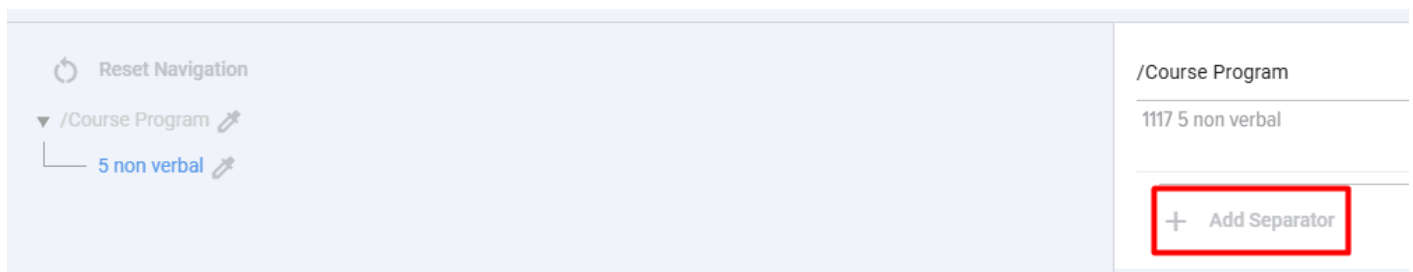 Reset Navigation
/Course Program
5 non verbal
/Course Program
1117 5 non verbal
+ Add Separator